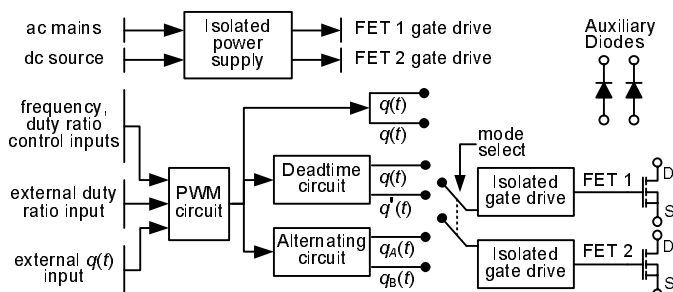 ac mains
dc source
Isolated
power
supply
FET 1 gate drive
FET 2 gate drive
Auxiliary
Diodes
frequency,
duty ratio
control inputs
external duty
ratio input
external q(t)
input
PWM
circuit
q(t)
q(t)
Deadtime
circuit
q(t)
q'(t)
Alternating
circuit
qA(t)
qB(t)
mode
select
Isolated
gate drive
FET 1
D
S
Isolated
gate drive
FET 2
D
S